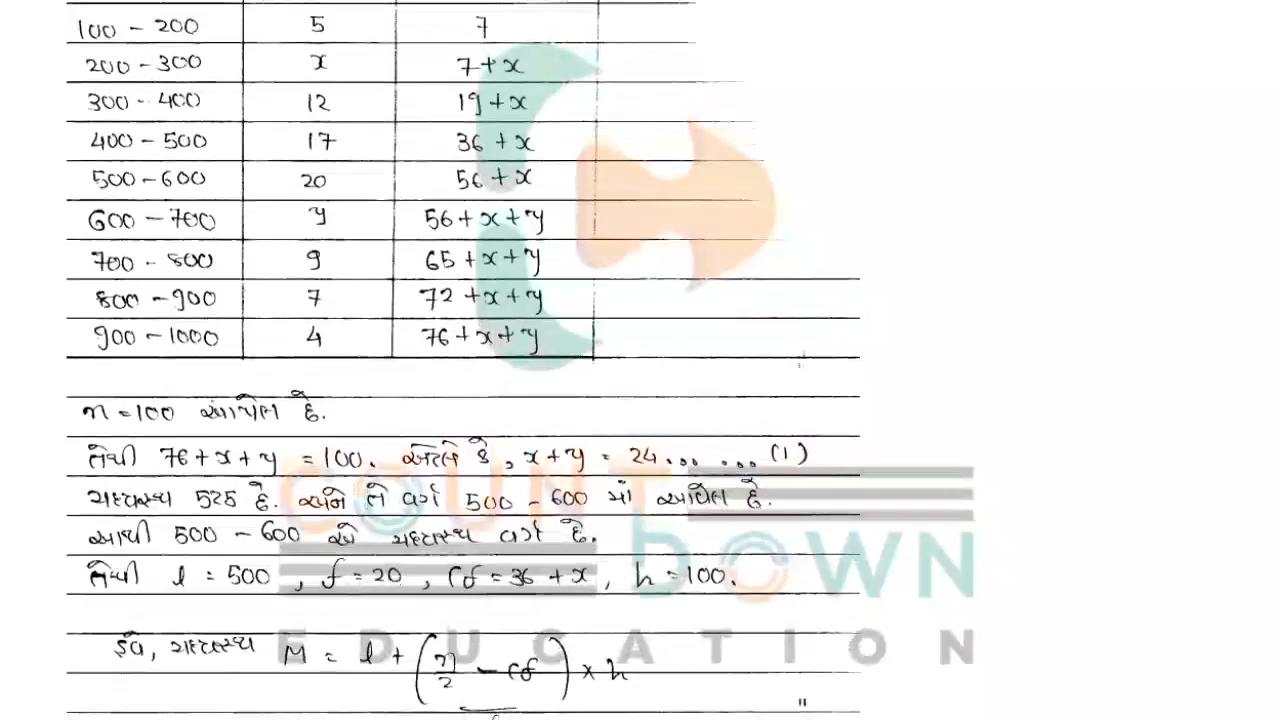 100 - 200 5 7
200 - 300 x 7 + x
300 - 400 12 19 + x
400 - 500 17 36 + x
500 - 600 20 56 + x
600 - 700 y 56 + x + y
700 - 800 9 65 + x + y
800 - 900 7 72 + x + y
900 - 1000 4 76 + x + y
n = 100 આપેલ છે.
તેથી 76 + x + y = 100. એટલે કે, x + y = 24... ... (1)
મધ્યસ્થ 525 છે. અને તે વર્ગ 500 - 600 માં આવેલ છે.
આથી 500 - 600 એ મધ્યસ્થ વર્ગ છે.
તેથી l = 500, f = 20, cf = 36 + x, h = 100.
હવે, મધ્યસ્થ M = l + (n/2 - cf / f) × h
COUNT
DOWN
EDUCATION